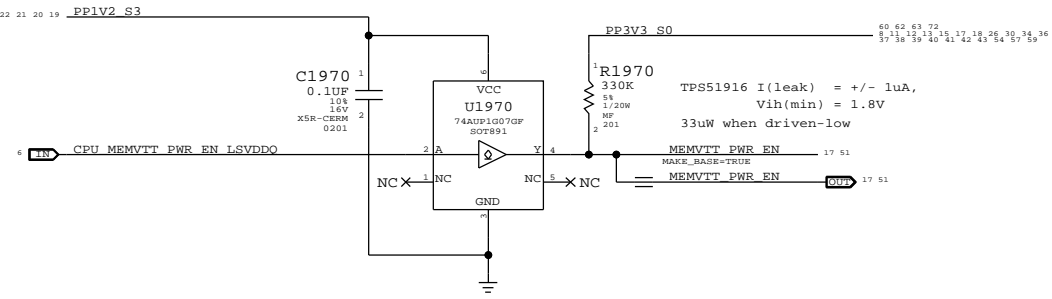 22 21 20 19 PP1V2_S3
60 62 63 72
8 11 12 13 15 17 18 26 30 34 36
37 38 39 40 41 42 43 54 57 59
PP3V3_S0
C1970
1
0.1UF
10%
16V
X5R-CERM
0201
2
6
VCC
U1970
74AUP1G07GF
SOT891
1
R1970
330K
5%
1/20W
MF
201
2
TPS51916 I(leak) = +/- 1uA,
Vih(min) = 1.8V
33uW when driven-low
6 IN CPU_MEMVTT_PWR_EN_LSVDDQ
2 A
Y 4
MEMVTT_PWR_EN 17 51
MAKE_BASE=TRUE
NC 1 NC
NC 5 NC
MEMVTT_PWR_EN OUT 17 51
GND
3